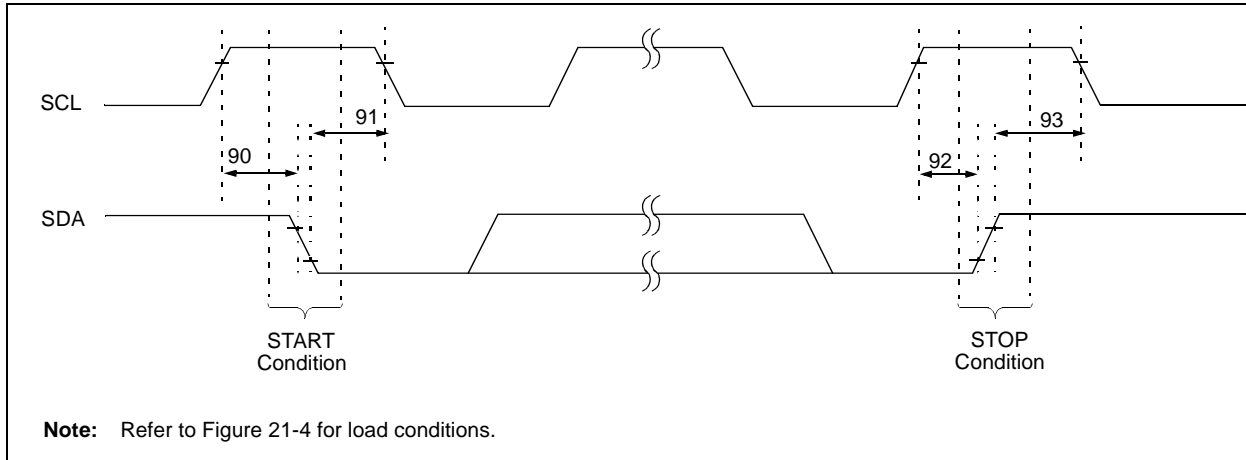 SCL
91
93
90
92
SDA
START
Condition
STOP
Condition
Note: Refer to Figure 21-4 for load conditions.